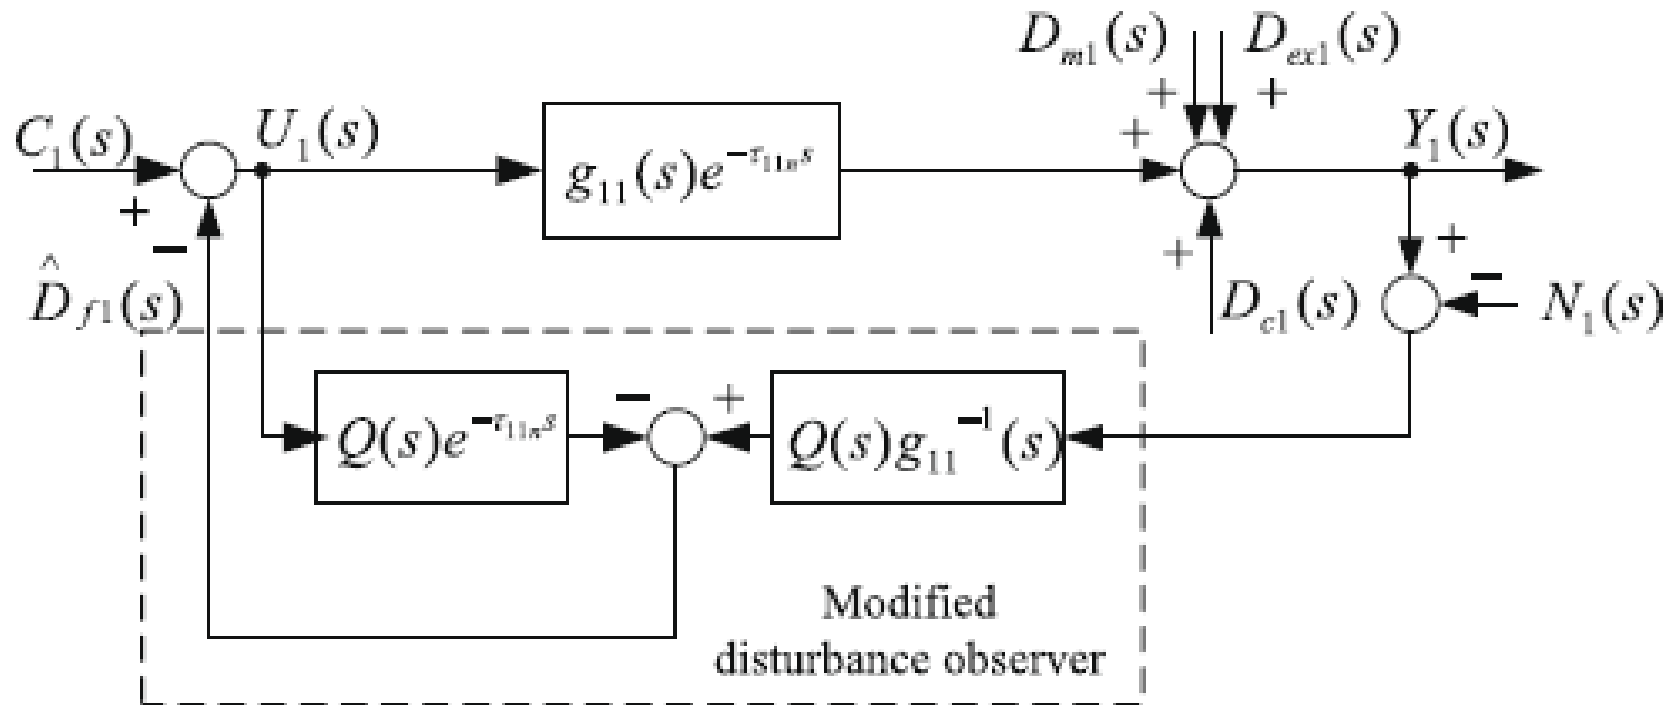 D_{m1}(s) D_{ex1}(s)
+ +
C_1(s) U_1(s) + Y_1(s)
g_{11}(s)e^{-τ_{11n}s}
+ − + +
\hat{D}_{f1}(s) D_{c1}(s) − N_1(s)
− +
Q(s)e^{-τ_{11n}s} Q(s)g_{11}^{-1}(s)
Modified
disturbance observer